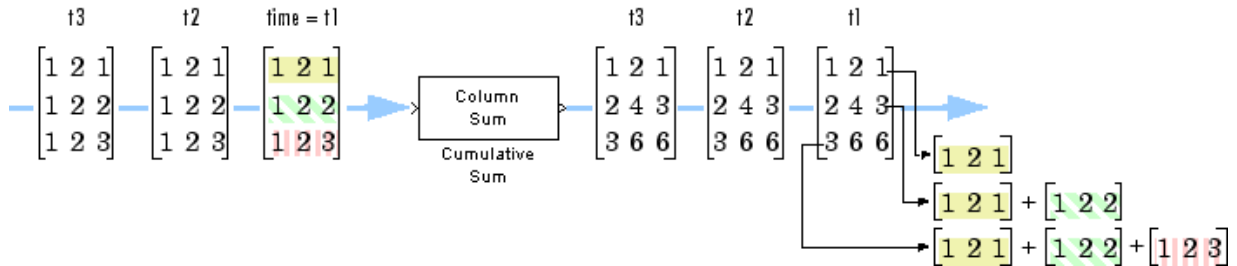 t3 t2 time = t1 t3 t2 t1
[1 2 1] [1 2 1] [1 2 1] [1 2 1] [1 2 1] [1 2 1]
[1 2 2] [1 2 2] [1 2 2] Column [2 4 3] [2 4 3] [2 4 3]
Sum
[1 2 3] [1 2 3] [1 2 3] [3 6 6] [3 6 6] [3 6 6]
Cumulative
Sum
[1 2 1]
[1 2 1] + [1 2 2]
[1 2 1] + [1 2 2] + [1 2 3]